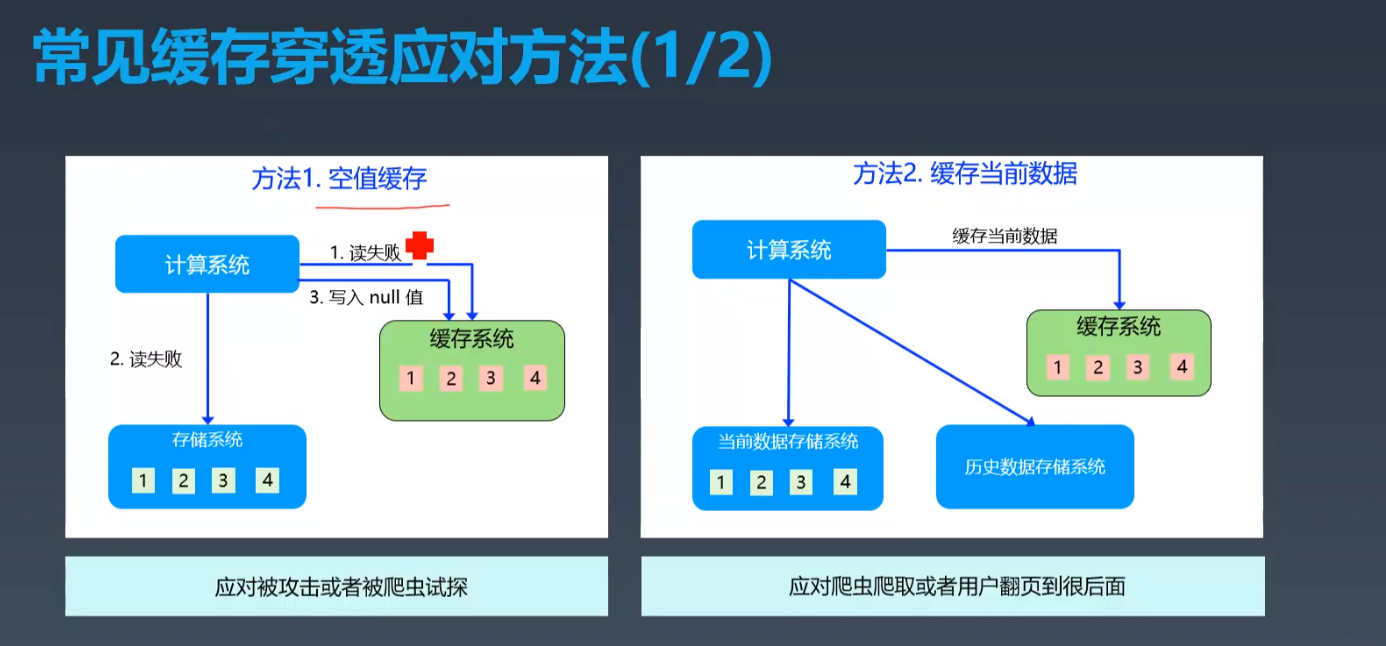 常见缓存穿透应对方法(1/2)
方法1. 空值缓存
计算系统
1. 读失败
3. 写入 null 值
缓存系统
1 2 3 4
2. 读失败
存储系统
1 2 3 4
应对被攻击或者被爬虫试探
方法2. 缓存当前数据
计算系统
缓存当前数据
缓存系统
1 2 3 4
当前数据存储系统
1 2 3 4
历史数据存储系统
应对爬虫爬取或者用户翻页到很后面